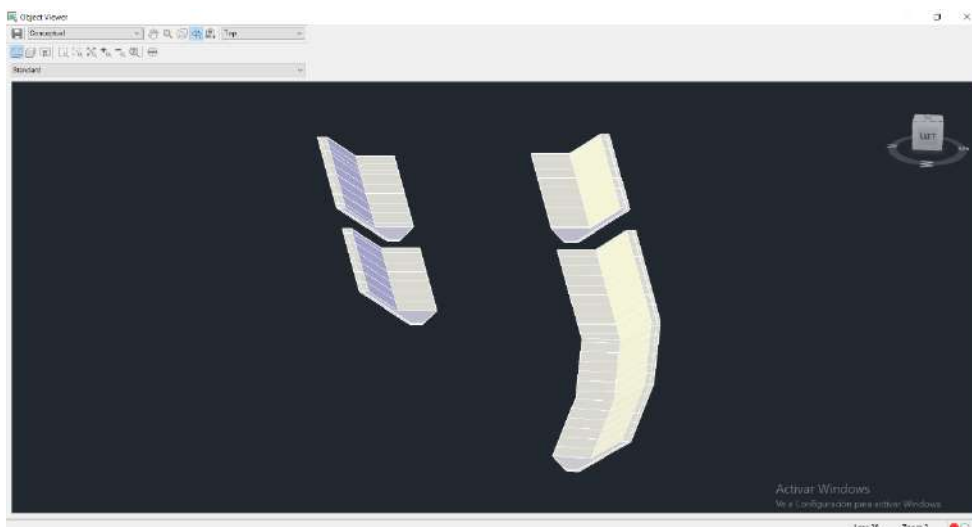 Object Viewer
Conceptual
Top
Standard
LEFT
W
Activar Windows
Ve a Configuración para activar Windows.